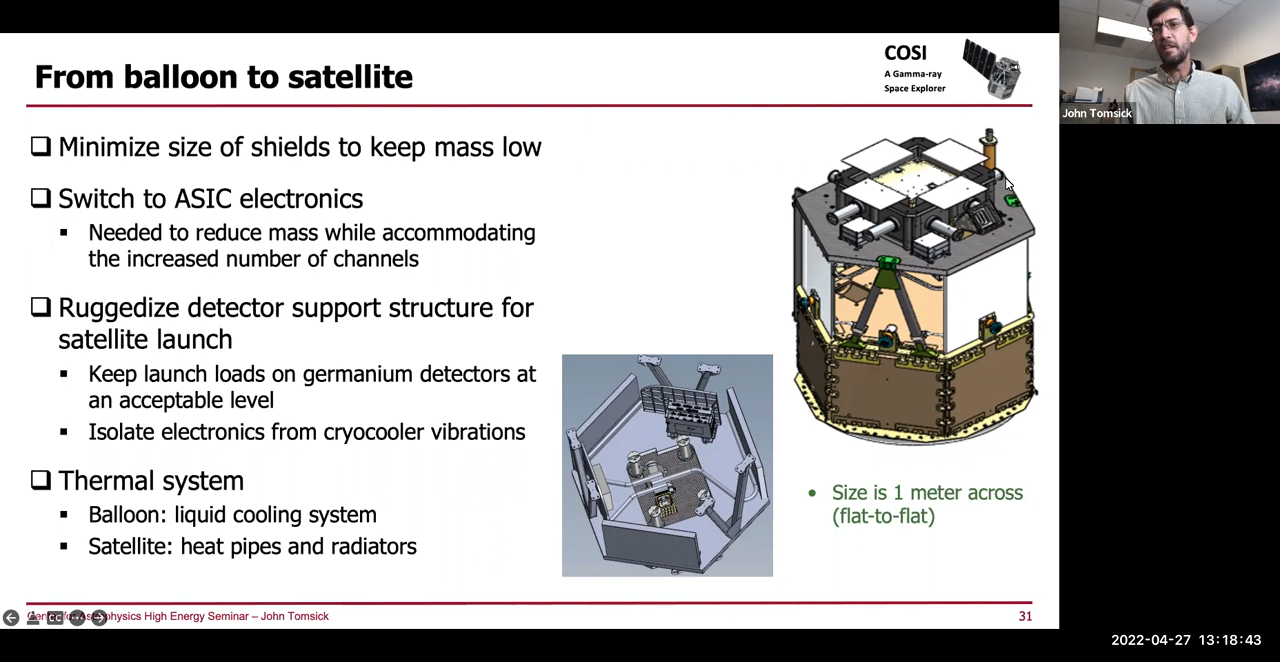 From balloon to satellite
COSI
A Gamma-ray
Space Explorer
John Tomsick
Minimize size of shields to keep mass low
Switch to ASIC electronics
Needed to reduce mass while accommodating
the increased number of channels
Ruggedize detector support structure for
satellite launch
Keep launch loads on germanium detectors at
an acceptable level
Isolate electronics from cryocooler vibrations
Thermal system
Balloon: liquid cooling system
Satellite: heat pipes and radiators
Size is 1 meter across
(flat-to-flat)
High Energy Seminar – John Tomsick
31
2022-04-27 13:18:43